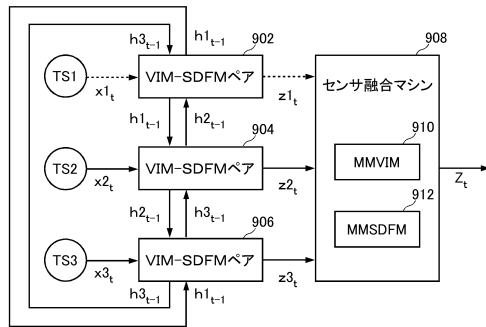 h3t-1
h1t-1
902
908
TS1
x1t
VIM-SDFMペア
z1t
センサ融合マシン
h1t-1
h2t-1
904
910
TS2
x2t
VIM-SDFMペア
z2t
MMVIM
Zt
h2t-1
h3t-1
906
912
MMSDFM
TS3
x3t
VIM-SDFMペア
z3t
h3t-1
h1t-1